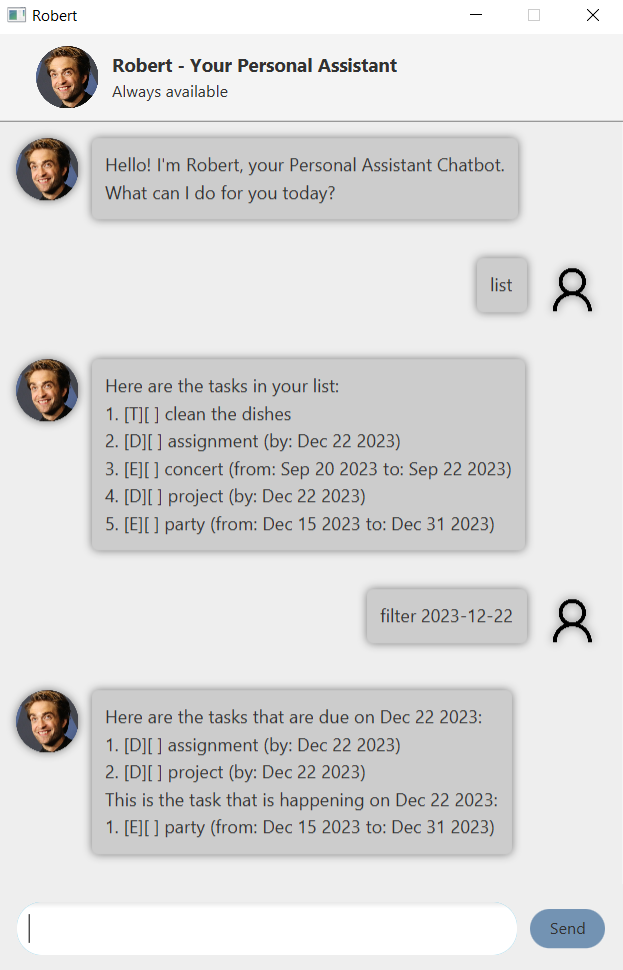 Robert
Robert - Your Personal Assistant
Always available
Hello! I'm Robert, your Personal Assistant Chatbot.
What can I do for you today?
list
Here are the tasks in your list:
1. [T][ ] clean the dishes
2. [D][ ] assignment (by: Dec 22 2023)
3. [E][ ] concert (from: Sep 20 2023 to: Sep 22 2023)
4. [D][ ] project (by: Dec 22 2023)
5. [E][ ] party (from: Dec 15 2023 to: Dec 31 2023)
filter 2023-12-22
Here are the tasks that are due on Dec 22 2023:
1. [D][ ] assignment (by: Dec 22 2023)
2. [D][ ] project (by: Dec 22 2023)
This is the task that is happening on Dec 22 2023:
1. [E][ ] party (from: Dec 15 2023 to: Dec 31 2023)
Send